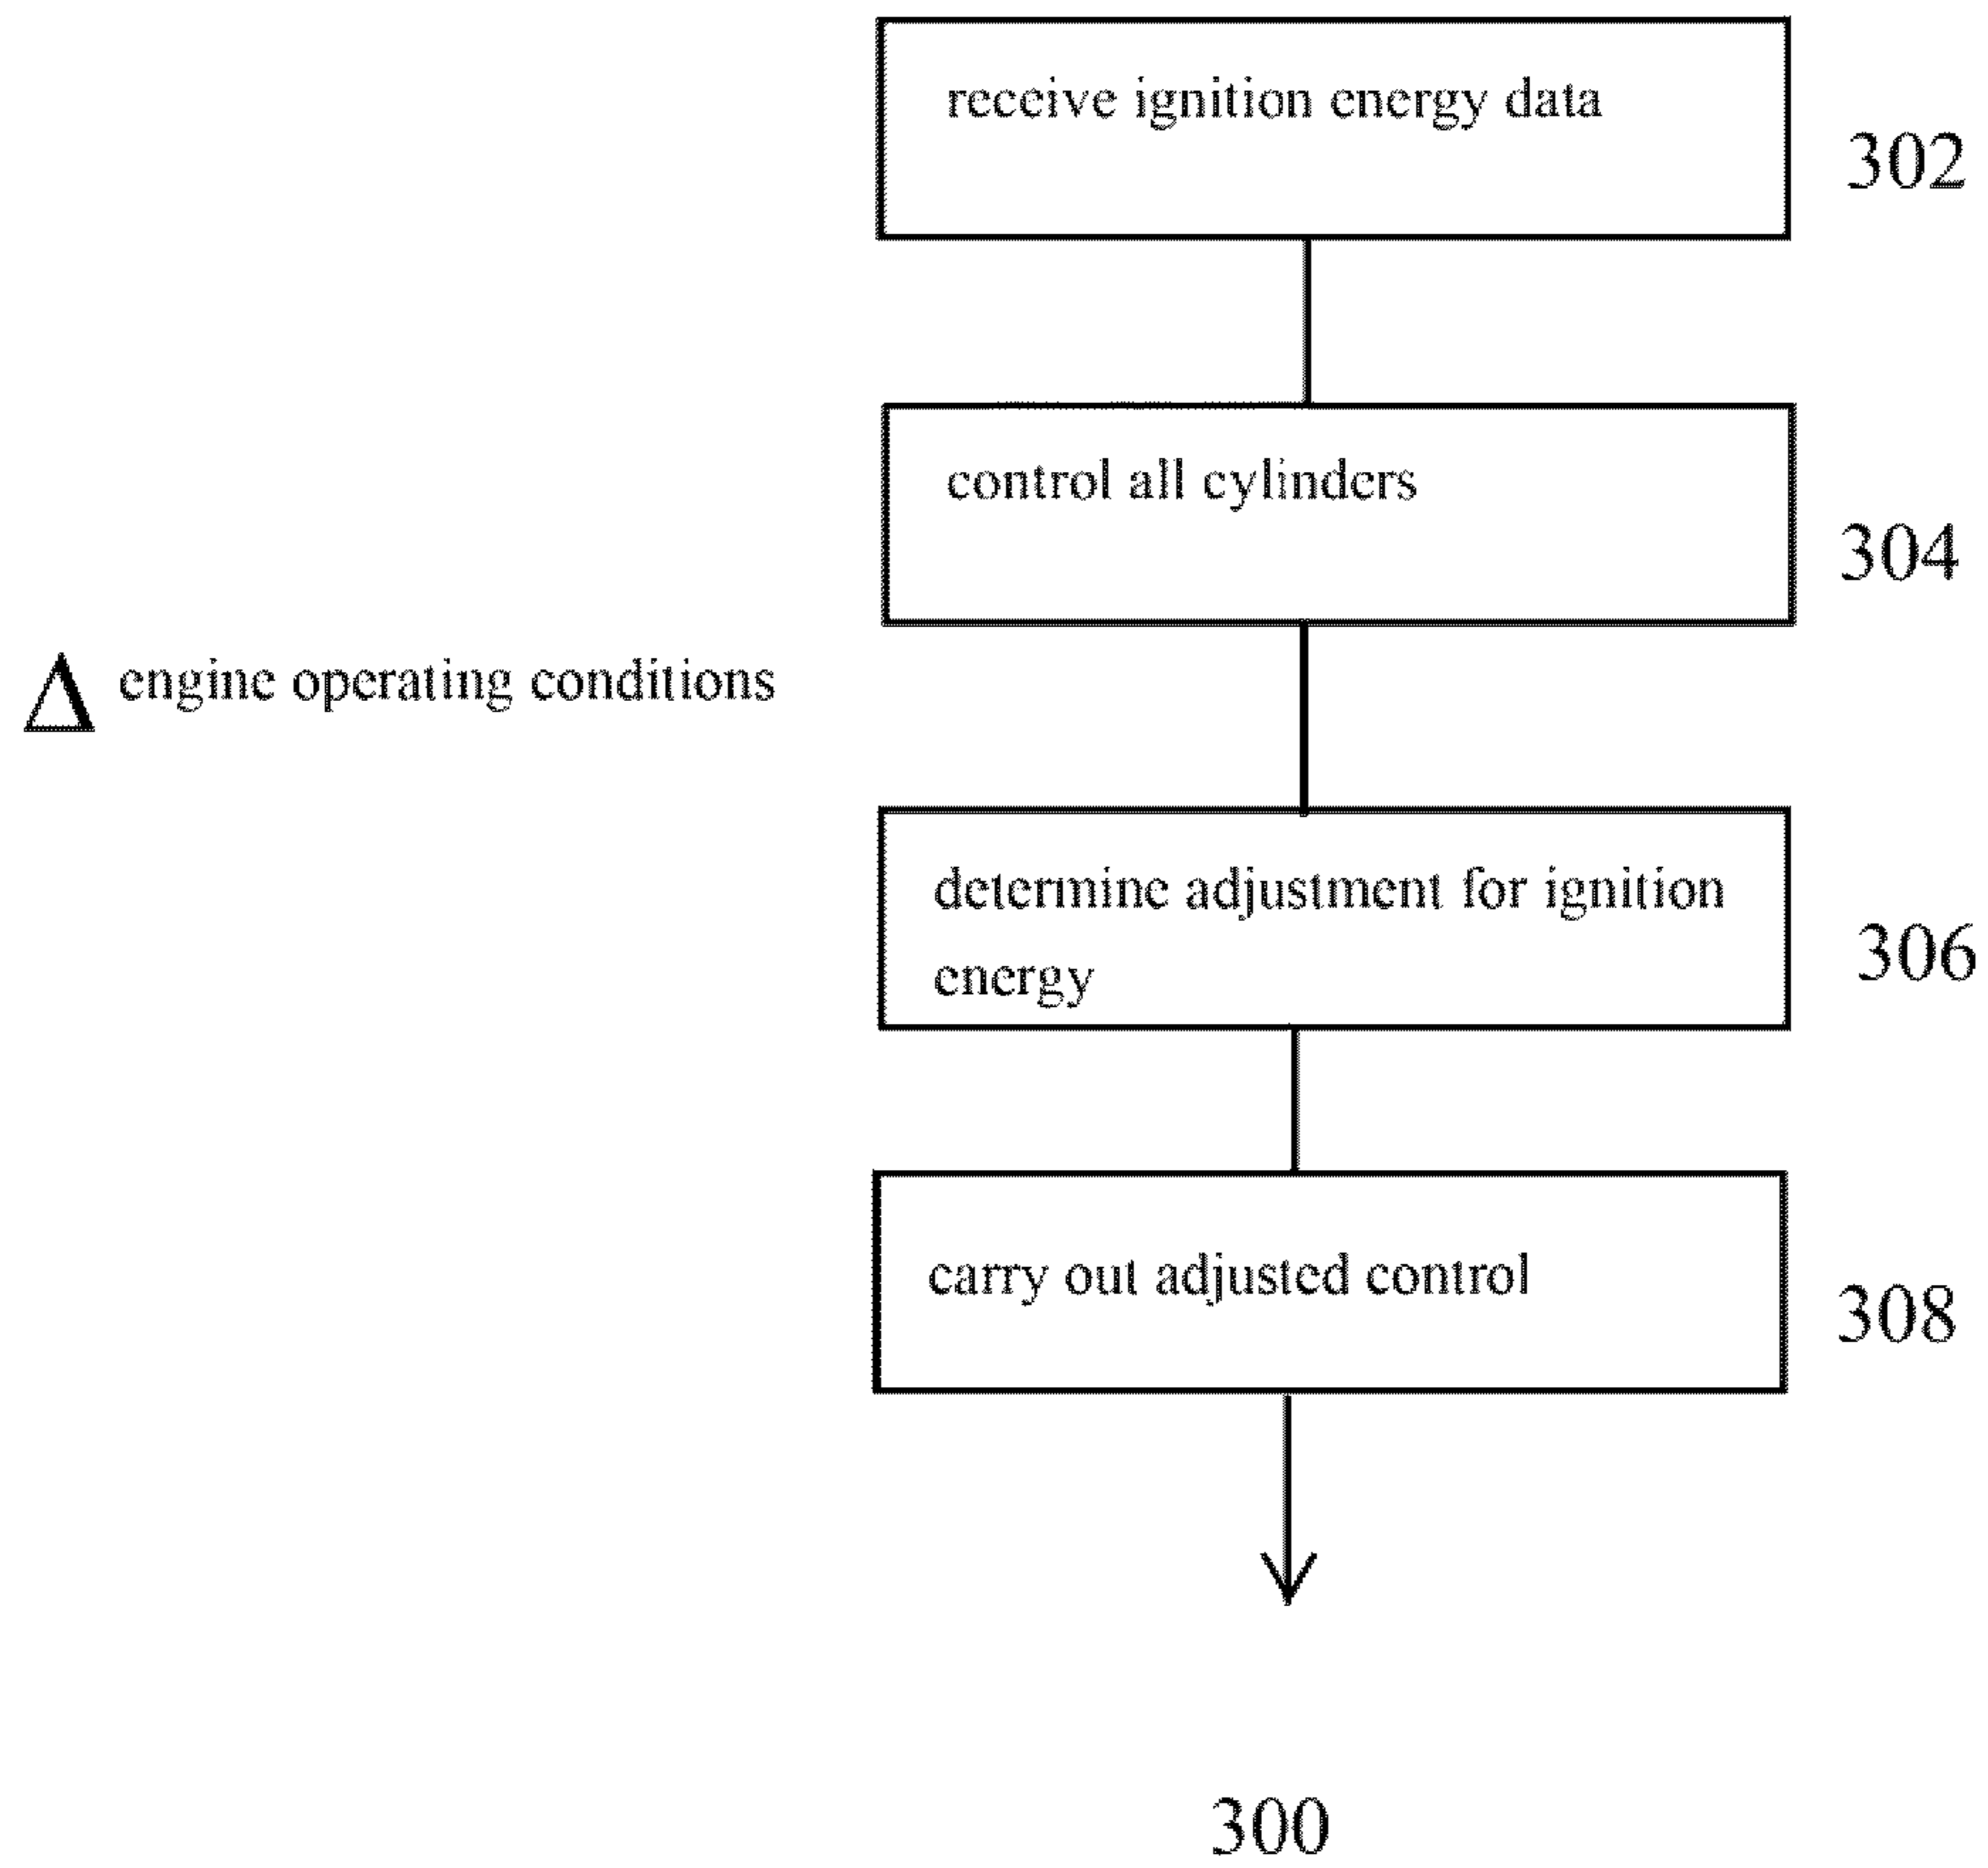 receive ignition energy data
302
control all cylinders
304
Δ engine operating conditions
determine adjustment for ignition
energy
306
carry out adjusted control
308
300